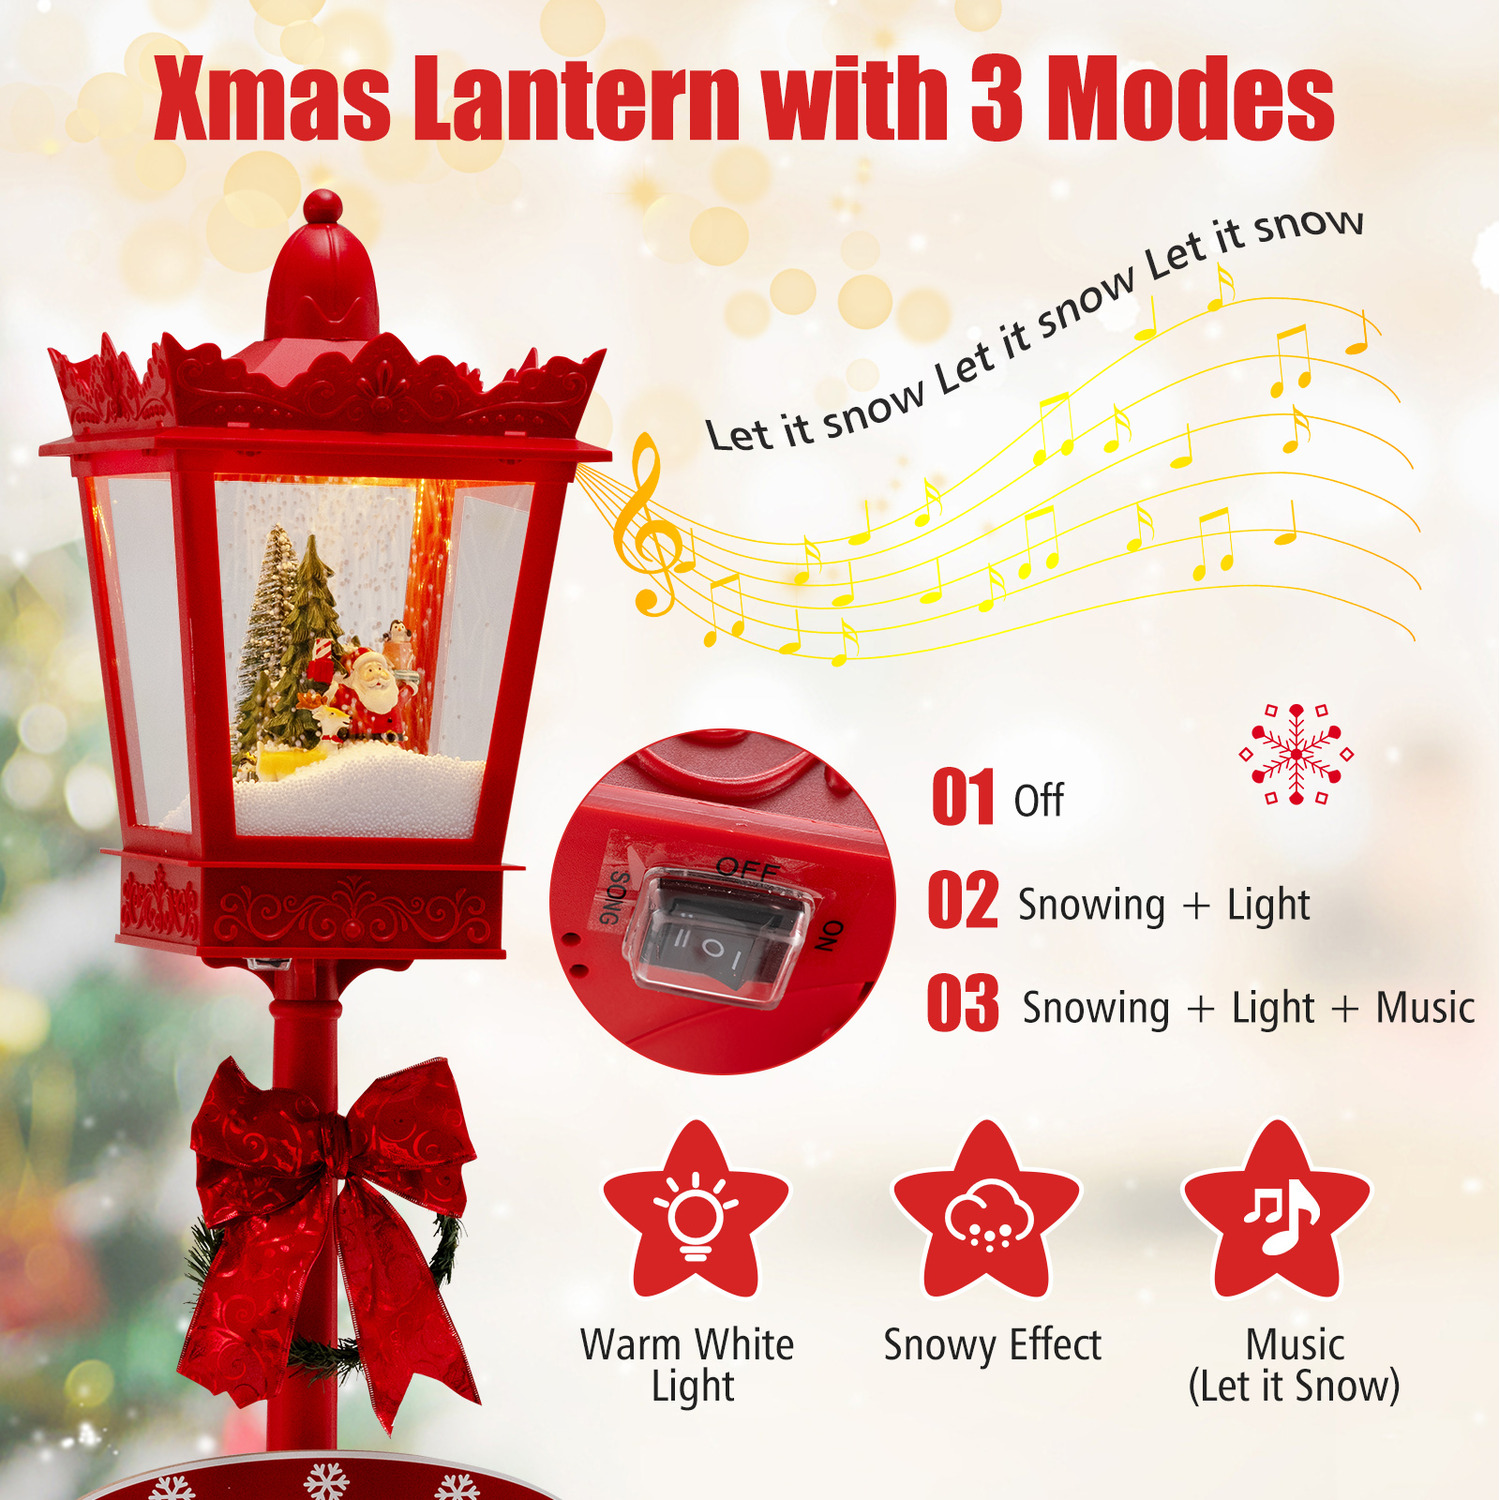 Xmas Lantern with 3 Modes
Let it snow Let it snow Let it snow
OFF
SONG
ON
II O I
01 Off
02 Snowing + Light
03 Snowing + Light + Music
Warm White
Light
Snowy Effect
Music
(Let it Snow)